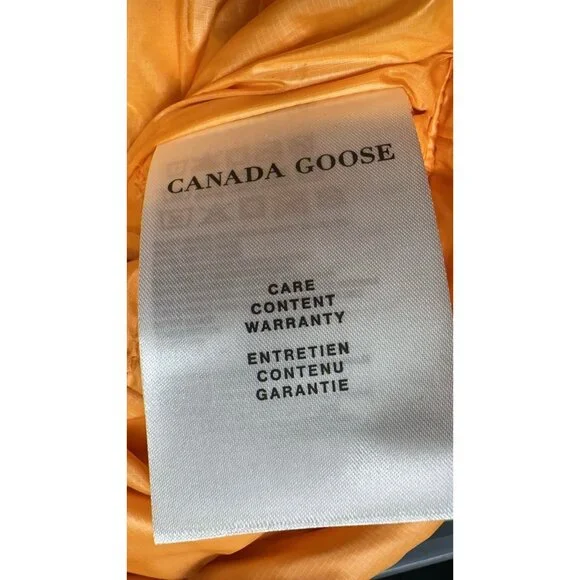 CANADA GOOSE
CARE
CONTENT
WARRANTY
ENTRETIEN
CONTENU
GARANTIE